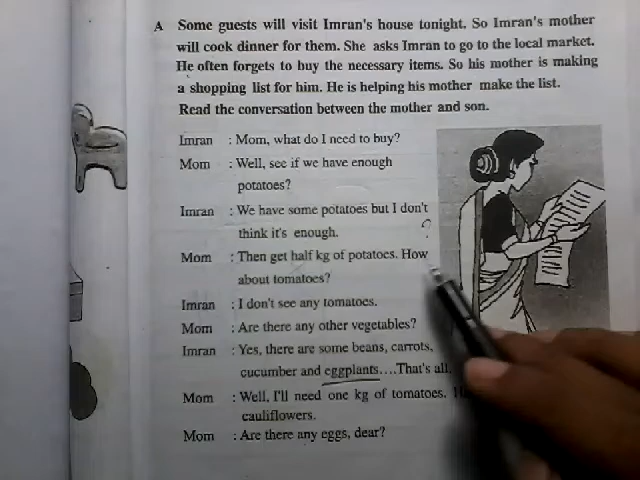 A Some guests will visit Imran's house tonight. So Imran's mother
will cook dinner for them. She asks Imran to go to the local market.
He often forgets to buy the necessary items. So his mother is making
a shopping list for him. He is helping his mother make the list.
Read the conversation between the mother and son.
Imran : Mom, what do I need to buy?
Mom : Well, see if we have enough
potatoes?
Imran : We have some potatoes but I don't
think it's enough.
Mom : Then get half kg of potatoes. How
about tomatoes?
Imran : I don't see any tomatoes.
Mom : Are there any other vegetables?
Imran : Yes, there are some beans, carrots,
cucumber and eggplants....That's all.
Mom : Well, I'll need one kg of tomatoes.
cauliflowers.
Mom : Are there any eggs, dear?